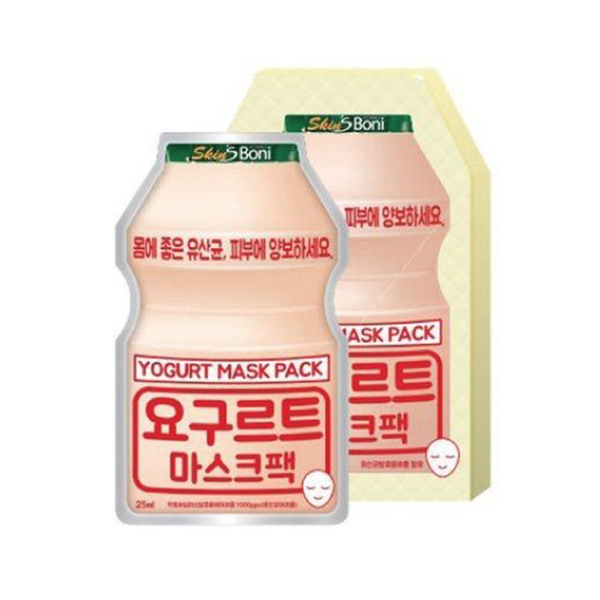 Skin'S Boni
몸에 좋은 유산균, 피부에 양보하세요.
YOGURT MASK PACK
요구르트
마스크팩
25ml
Skin'S Boni
피부에 양보하세요.
MASK PACK
르트
크팩